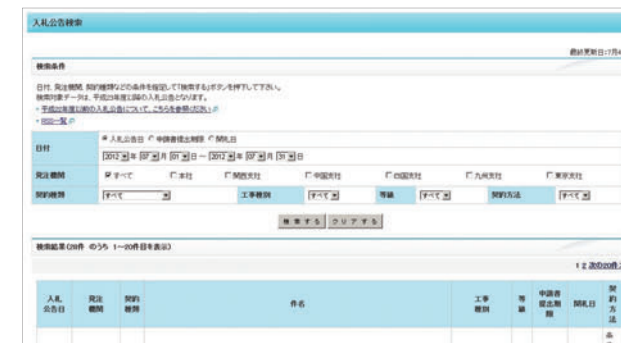 入札公告検索
最終更新日:7月4
検索条件
日付、発注機関、契約種類などの条件を指定して「検索する」ボタンを押下して下さい。
検索対象データは、平成23年度以降の入札公告となります。
・平成22年度以前の入札公告について、こちらを参照ください
・RSS一覧
日付 入札公告日 申請書提出期限 開札日
2012 年 07 月 01 日 ～ 2012 年 07 月 31 日
発注機関 すべて 本社 関西支社 中国支社 四国支社 九州支社 東京支社
契約種類 すべて 工事種別 すべて 等級 すべて 契約方法 すべて
検索する クリアする
検索結果(28件 のうち 1～20件目を表示)
1 2 次の20件
入札公告日 発注機関 契約種類 件名 工事種別 等級 申請書提出期限 開札日 契約方法